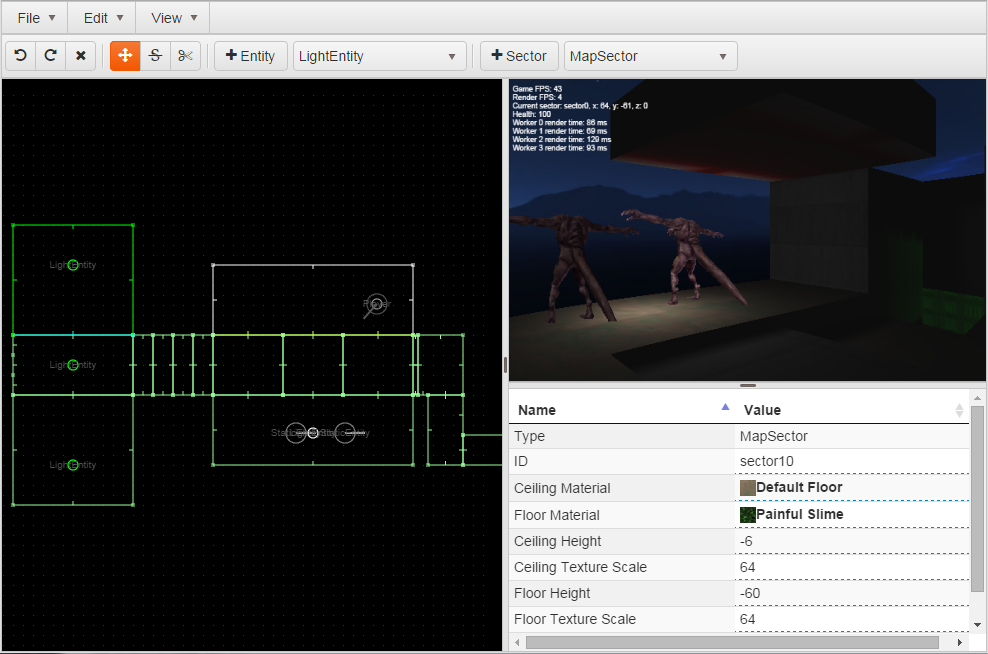 File Edit View
+ Entity LightEntity + Sector MapSector
Game FPS: 43
Render FPS: 4
Current sector: sector0, x: 64, y: -61, z: 0
Health: 100
Worker 0 render time: 86 ms
Worker 1 render time: 69 ms
Worker 2 render time: 129 ms
Worker 3 render time: 93 ms
LightEntity
Player
LightEntity
LightEntity
Name Value
Type MapSector
ID sector10
Ceiling Material Default Floor
Floor Material Painful Slime
Ceiling Height -6
Ceiling Texture Scale 64
Floor Height -60
Floor Texture Scale 64